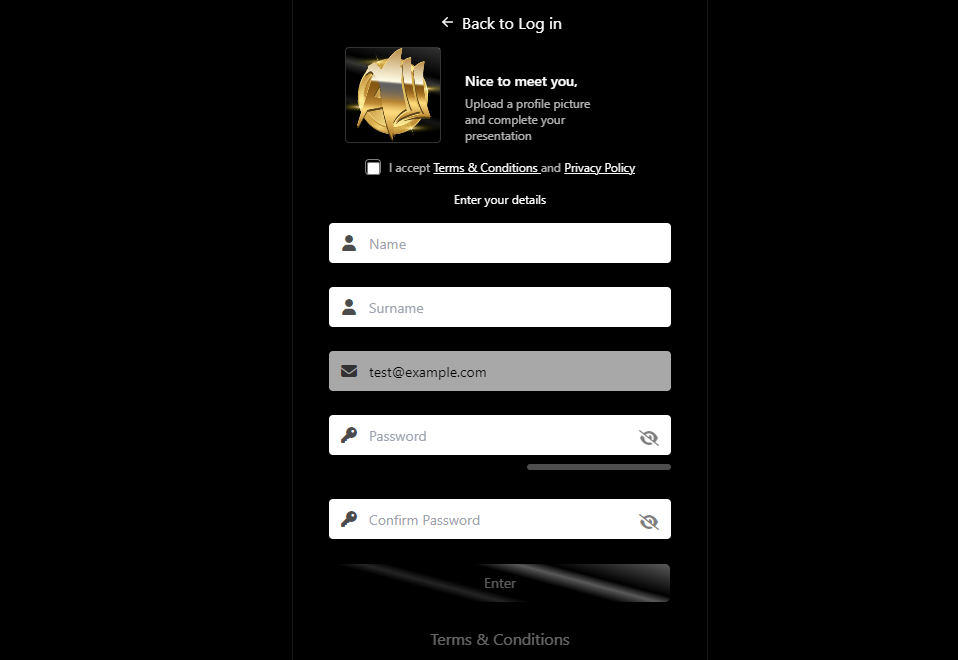 Back to Log in
Nice to meet you,
Upload a profile picture
and complete your
presentation
I accept Terms & Conditions and Privacy Policy
Enter your details
Name
Surname
test@example.com
Password
Confirm Password
Enter
Terms & Conditions